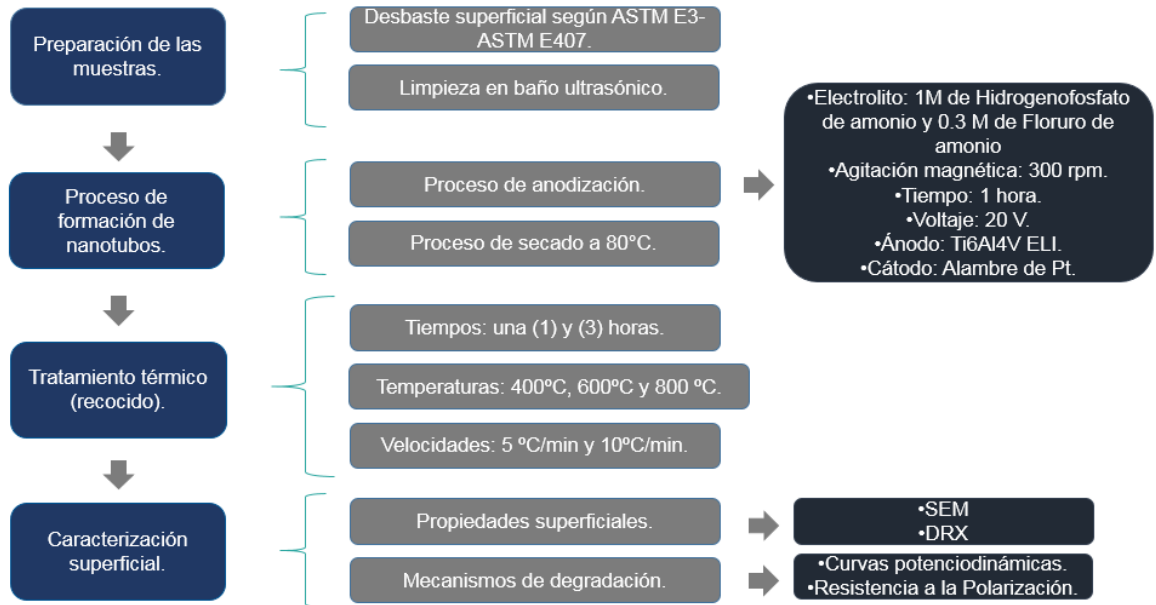 Preparación de las
muestras.
Desbaste superficial según ASTM E3-
ASTM E407.
Limpieza en baño ultrasónico.
Proceso de
formación de
nanotubos.
Proceso de anodización.
Proceso de secado a 80°C.
•Electrolito: 1M de Hidrogenofosfato
de amonio y 0.3 M de Floruro de
amonio
•Agitación magnética: 300 rpm.
•Tiempo: 1 hora.
•Voltaje: 20 V.
•Ánodo: Ti6Al4V ELI.
•Cátodo: Alambre de Pt.
Tratamiento térmico
(recocido).
Tiempos: una (1) y (3) horas.
Temperaturas: 400ºC, 600ºC y 800 ºC.
Velocidades: 5 ºC/min y 10ºC/min.
Caracterización
superficial.
Propiedades superficiales.
•SEM
•DRX
Mecanismos de degradación.
•Curvas potenciodinámicas.
•Resistencia a la Polarización.